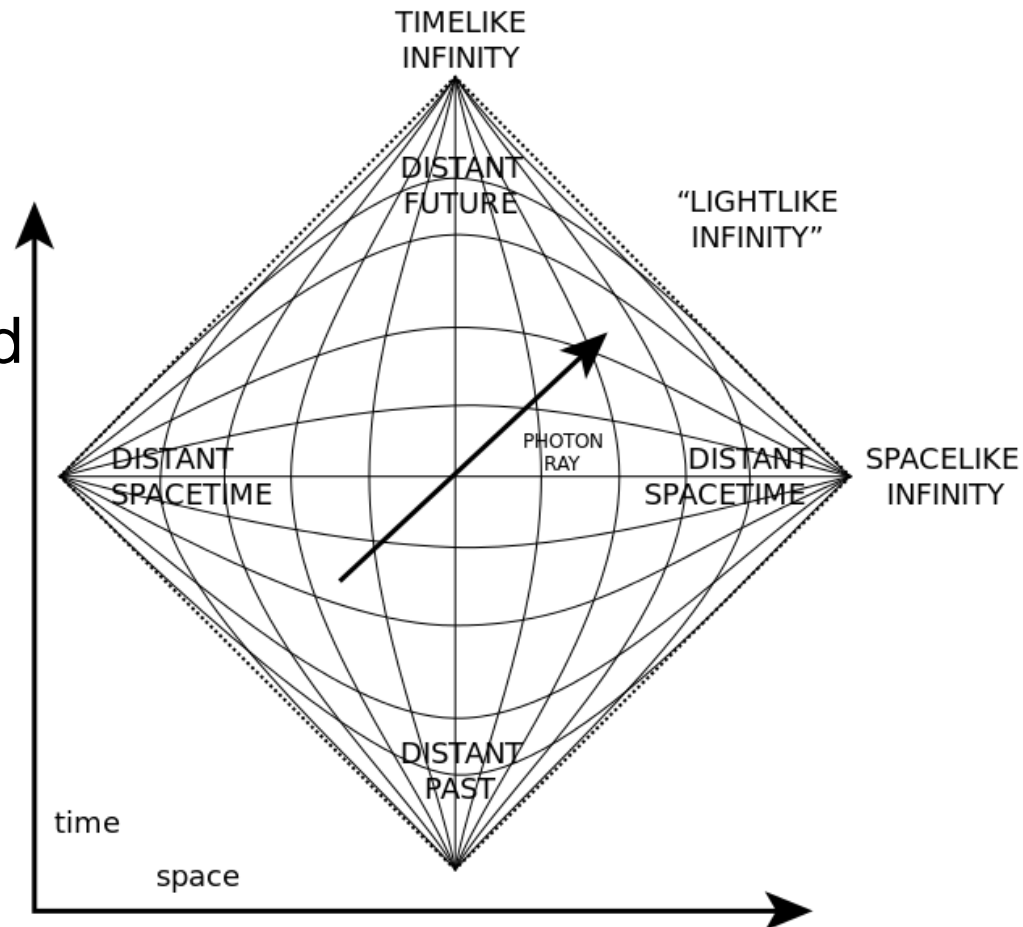 TIMELIKE
INFINITY
DISTANT
FUTURE
“LIGHTLIKE
INFINITY”
d
PHOTON
RAY
DISTANT
SPACETIME
DISTANT
SPACETIME
SPACELIKE
INFINITY
DISTANT
PAST
time
space